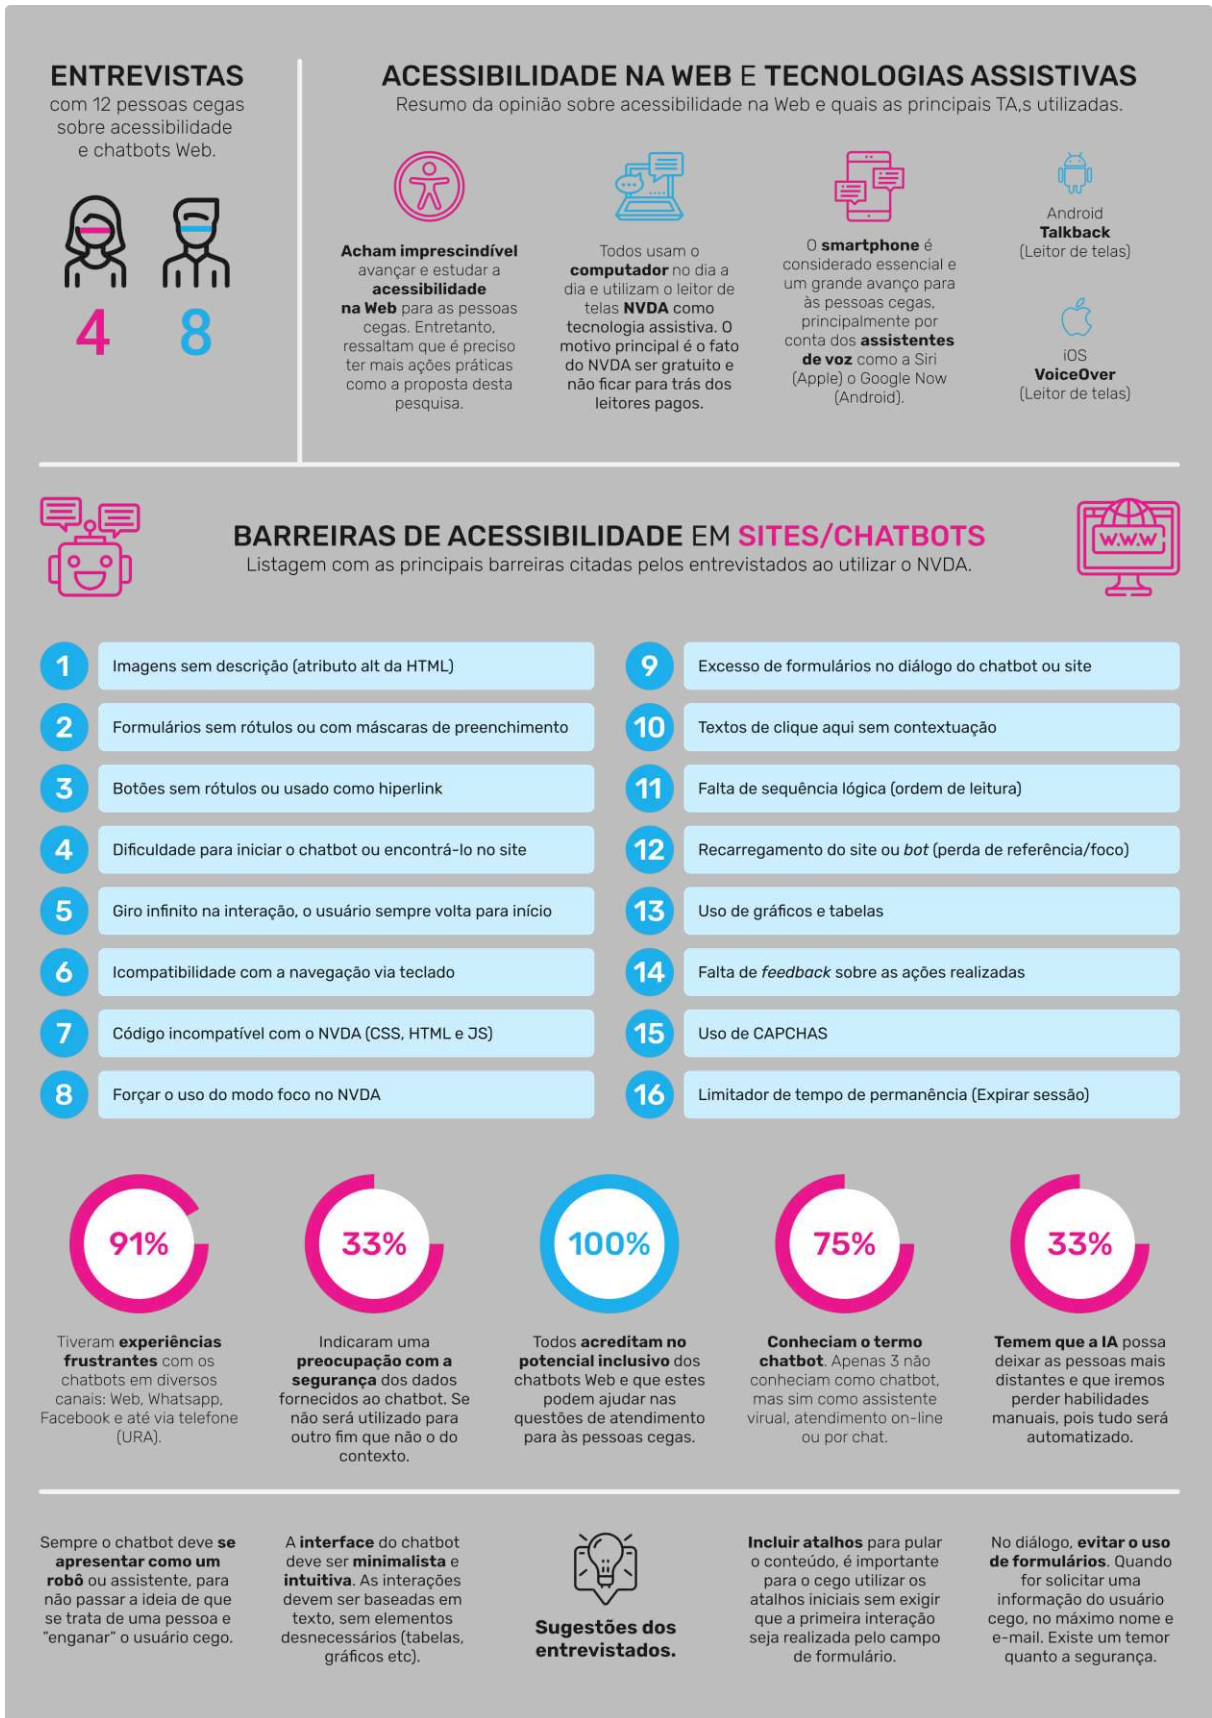 ENTREVISTAS
com 12 pessoas cegas
sobre acessibilidade
e chatbots Web.
4 8
ACESSIBILIDADE NA WEB E TECNOLOGIAS ASSISTIVAS
Resumo da opinião sobre acessibilidade na Web e quais as principais TA,s utilizadas.
Acham imprescindível
avançar e estudar a
acessibilidade
na Web para as pessoas
cegas. Entretanto,
ressaltam que é preciso
ter mais ações práticas
como a proposta desta
pesquisa.
Todos usam o
computador no dia a
dia e utilizam o leitor de
telas NVDA como
tecnologia assistiva. O
motivo principal é o fato
do NVDA ser gratuito e
não ficar para trás dos
leitores pagos.
O smartphone é
considerado essencial e
um grande avanço para
às pessoas cegas,
principalmente por
conta dos assistentes
de voz como a Siri
(Apple) o Google Now
(Android).
Android
Talkback
(Leitor de telas)
iOS
VoiceOver
(Leitor de telas)
BARREIRAS DE ACESSIBILIDADE EM SITES/CHATBOTS
Listagem com as principais barreiras citadas pelos entrevistados ao utilizar o NVDA.
W.W.W
1 Imagens sem descrição (atributo alt da HTML)
2 Formulários sem rótulos ou com máscaras de preenchimento
3 Botões sem rótulos ou usado como hiperlink
4 Dificuldade para iniciar o chatbot ou encontrá-lo no site
5 Giro infinito na interação, o usuário sempre volta para início
6 Icompatibilidade com a navegação via teclado
7 Código incompatível com o NVDA (CSS, HTML e JS)
8 Forçar o uso do modo foco no NVDA
9 Excesso de formulários no diálogo do chatbot ou site
10 Textos de clique aqui sem contextuação
11 Falta de sequência lógica (ordem de leitura)
12 Recarregamento do site ou bot (perda de referência/foco)
13 Uso de gráficos e tabelas
14 Falta de feedback sobre as ações realizadas
15 Uso de CAPCHAS
16 Limitador de tempo de permanência (Expirar sessão)
91%
Tiveram experiências
frustrantes com os
chatbots em diversos
canais: Web, Whatsapp,
Facebook e até via telefone
(URA).
33%
Indicaram uma
preocupação com a
segurança dos dados
fornecidos ao chatbot. Se
não será utilizado para
outro fim que não o do
contexto.
100%
Todos acreditam no
potencial inclusivo dos
chatbots Web e que estes
podem ajudar nas
questões de atendimento
para às pessoas cegas.
75%
Conheciam o termo
chatbot. Apenas 3 não
conheciam como chatbot,
mas sim como assistente
virual, atendimento on-line
ou por chat.
33%
Temem que a IA possa
deixar as pessoas mais
distantes e que iremos
perder habilidades
manuais, pois tudo será
automatizado.
Sempre o chatbot deve se
apresentar como um
robô ou assistente, para
não passar a ideia de que
se trata de uma pessoa e
"enganar" o usuário cego.
A interface do chatbot
deve ser minimalista e
intuitiva. As interações
devem ser baseadas em
texto, sem elementos
desnecessários (tabelas,
gráficos etc).
Sugestões dos
entrevistados.
Incluir atalhos para pular
o conteúdo, é importante
para o cego utilizar os
atalhos iniciais sem exigir
que a primeira interação
seja realizada pelo campo
de formulário.
No diálogo, evitar o uso
de formulários. Quando
for solicitar uma
informação do usuário
cego, no máximo nome e
e-mail. Existe um temor
quanto a segurança.